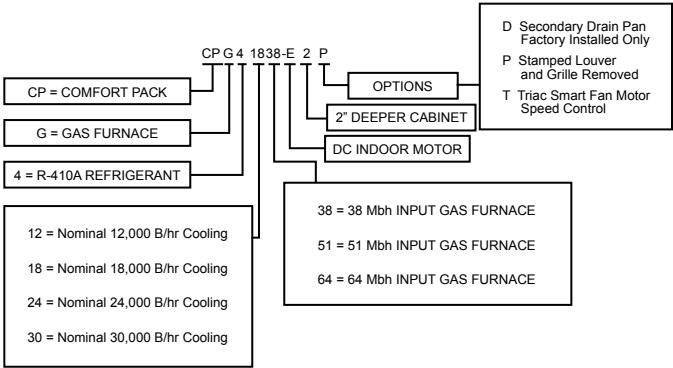 CP G 4 18 38-E 2 P
CP = COMFORT PACK
G = GAS FURNACE
4 = R-410A REFRIGERANT
12 = Nominal 12,000 B/hr Cooling
18 = Nominal 18,000 B/hr Cooling
24 = Nominal 24,000 B/hr Cooling
30 = Nominal 30,000 B/hr Cooling
38 = 38 Mbh INPUT GAS FURNACE
51 = 51 Mbh INPUT GAS FURNACE
64 = 64 Mbh INPUT GAS FURNACE
DC INDOOR MOTOR
2” DEEPER CABINET
OPTIONS
D Secondary Drain Pan
Factory Installed Only
P Stamped Louver
and Grille Removed
T Triac Smart Fan Motor
Speed Control